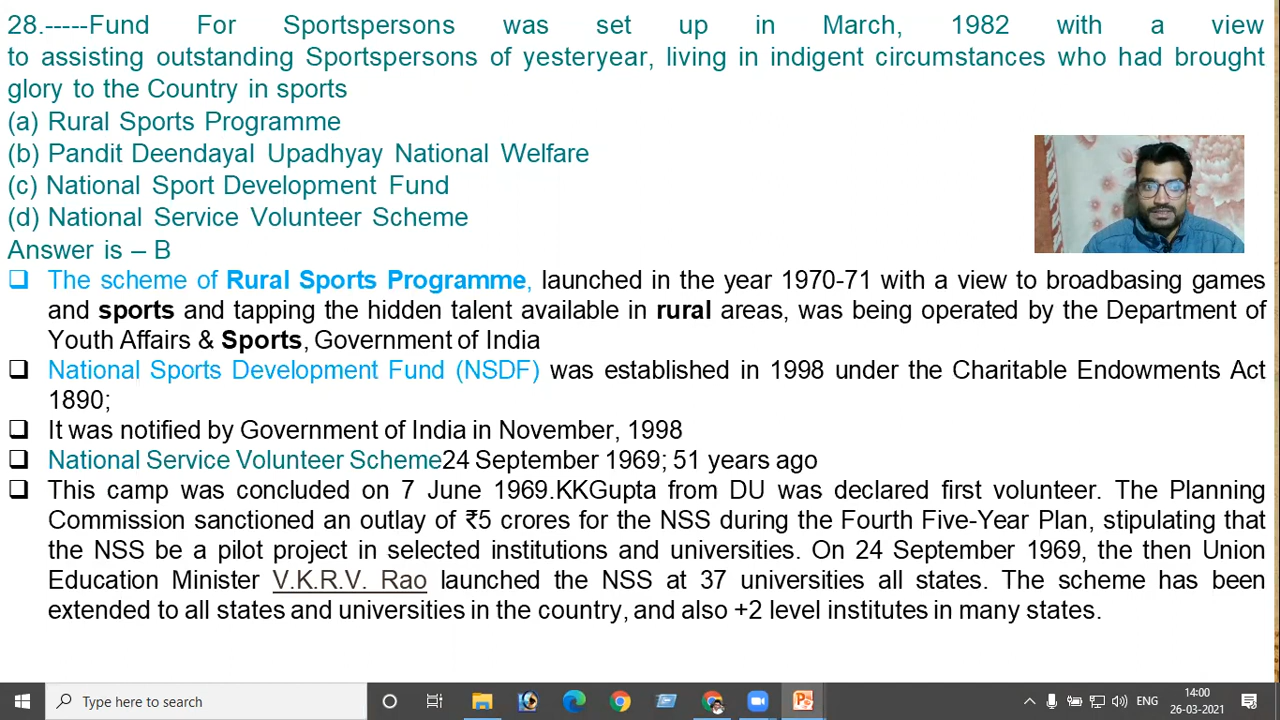 28.-----Fund For Sportspersons was set up in March, 1982 with a view
to assisting outstanding Sportspersons of yesteryear, living in indigent circumstances who had brought
glory to the Country in sports
(a) Rural Sports Programme
(b) Pandit Deendayal Upadhyay National Welfare
(c) National Sport Development Fund
(d) National Service Volunteer Scheme
Answer is – B
The scheme of Rural Sports Programme, launched in the year 1970-71 with a view to broadbasing games
and sports and tapping the hidden talent available in rural areas, was being operated by the Department of
Youth Affairs & Sports, Government of India
National Sports Development Fund (NSDF) was established in 1998 under the Charitable Endowments Act
1890;
It was notified by Government of India in November, 1998
National Service Volunteer Scheme24 September 1969; 51 years ago
This camp was concluded on 7 June 1969.KKGupta from DU was declared first volunteer. The Planning
Commission sanctioned an outlay of ₹5 crores for the NSS during the Fourth Five-Year Plan, stipulating that
the NSS be a pilot project in selected institutions and universities. On 24 September 1969, the then Union
Education Minister V.K.R.V. Rao launched the NSS at 37 universities all states. The scheme has been
extended to all states and universities in the country, and also +2 level institutes in many states.
Type here to search
ENG
14:00
26-03-2021